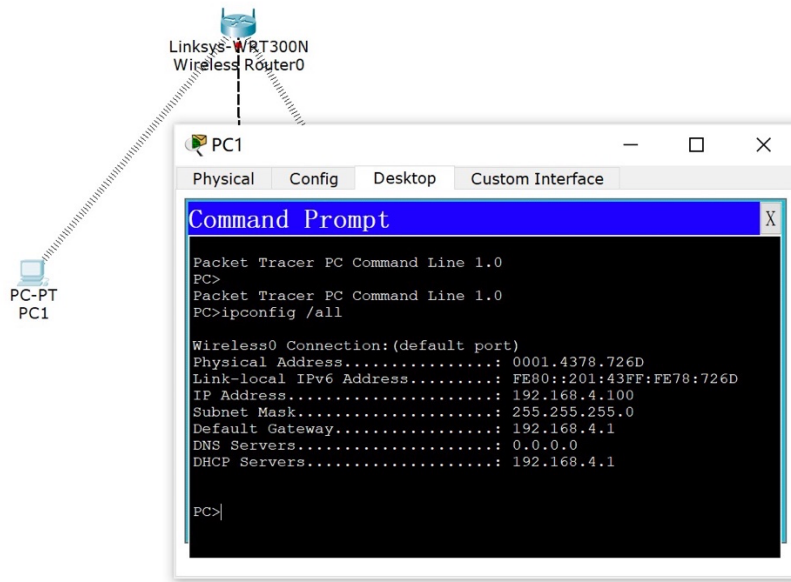 Linksys-WRT300N
Wireless Router0
PC1
Physical Config Desktop Custom Interface
Command Prompt
X
Packet Tracer PC Command Line 1.0
PC>
Packet Tracer PC Command Line 1.0
PC>ipconfig /all
Wireless0 Connection:(default port)
Physical Address................: 0001.4378.726D
Link-local IPv6 Address.........: FE80::201:43FF:FE78:726D
IP Address......................: 192.168.4.100
Subnet Mask.....................: 255.255.255.0
Default Gateway.................: 192.168.4.1
DNS Servers.....................: 0.0.0.0
DHCP Servers....................: 192.168.4.1
PC>
PC-PT
PC1